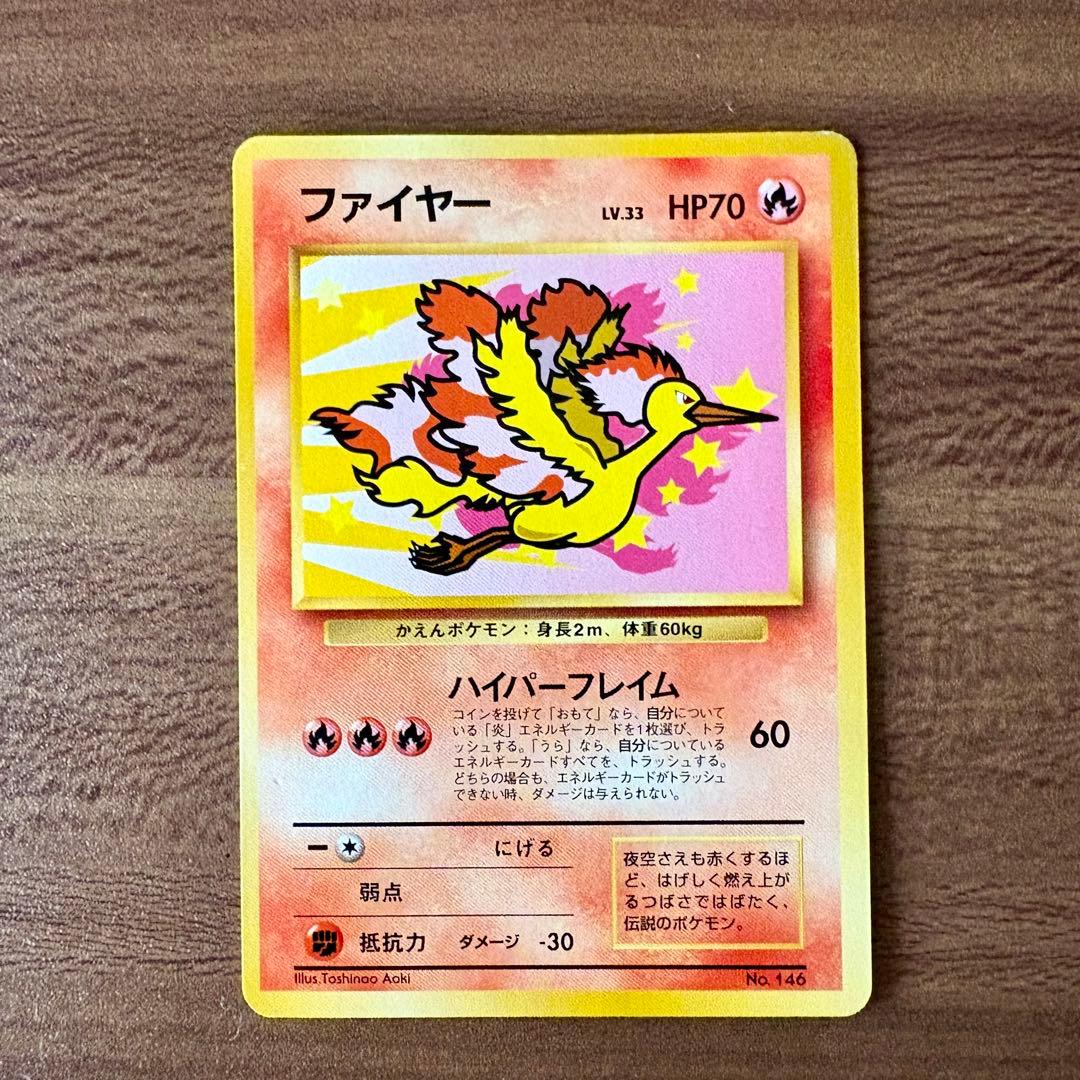 ファイヤー LV.33 HP70
かえんポケモン：身長2m、体重60kg
ハイパーフレイム
コインを投げて「おもて」なら、自分について
いる「炎」エネルギーカードを1枚選び、トラ
ッシュする。「うら」なら、自分についている
エネルギーカードすべてを、トラッシュする。
どちらの場合も、エネルギーカードがトラッシュ
できない時、ダメージは与えられない。
60
ー にげる
弱点
抵抗力 ダメージ -30
夜空さえも赤くするほ
ど、はげしく燃え上が
るつばさではばたく、
伝説のポケモン。
Illus.Toshinao Aoki
No. 146